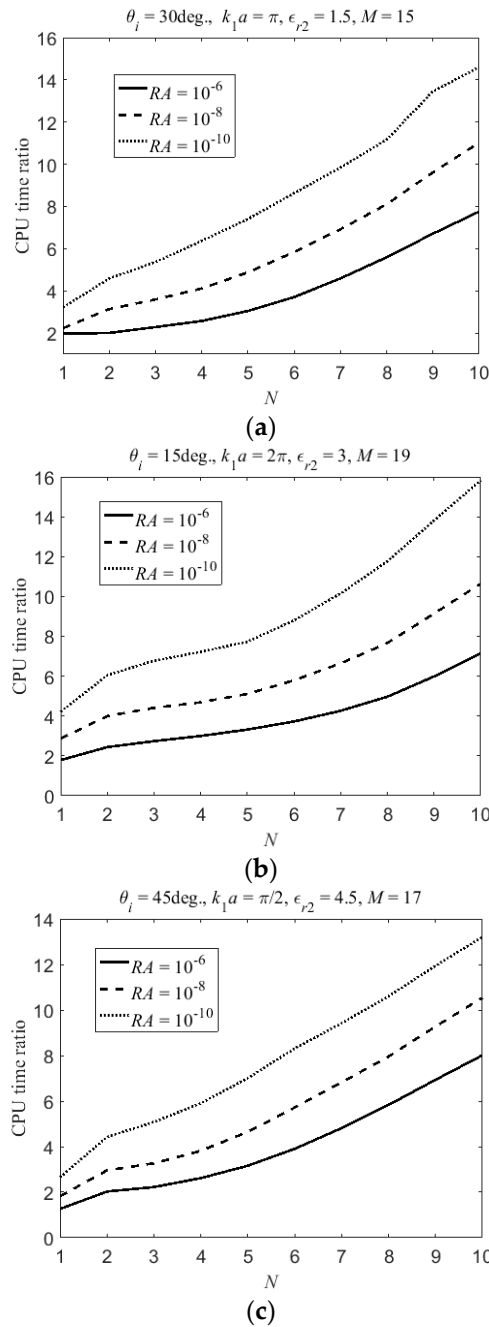 θi = 30deg., k1a = π, ϵr2 = 1.5, M = 15
16
14
12
10
8
6
4
2
CPU time ratio
RA = 10^-6
RA = 10^-8
RA = 10^-10
1 2 3 4 5 6 7 8 9 10
N
(a)
θi = 15deg., k1a = 2π, ϵr2 = 3, M = 19
16
14
12
10
8
6
4
2
0
CPU time ratio
RA = 10^-6
RA = 10^-8
RA = 10^-10
1 2 3 4 5 6 7 8 9 10
N
(b)
θi = 45deg., k1a = π/2, ϵr2 = 4.5, M = 17
14
12
10
8
6
4
2
0
CPU time ratio
RA = 10^-6
RA = 10^-8
RA = 10^-10
1 2 3 4 5 6 7 8 9 10
N
(c)